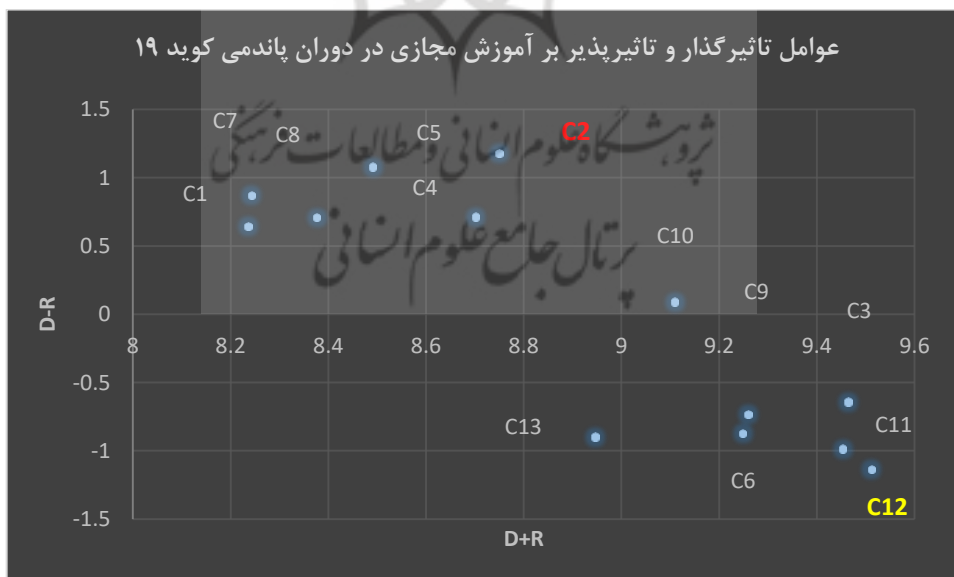 عوامل تاثیرگذار و تاثیرپذیر بر آموزش مجازی در دوران پاندمی کوید ۱۹
پژوهشگاه علوم انسانی و مطالعات فرهنگی
پرتال جامع علوم انسانی
D-R
1.5
1
0.5
0
-0.5
-1
-1.5
C7
C8
C5
C2
C1
C4
C10
C9
C3
8
8.2
8.4
8.6
8.8
9
9.2
9.4
9.6
C13
C11
C6
C12
D+R